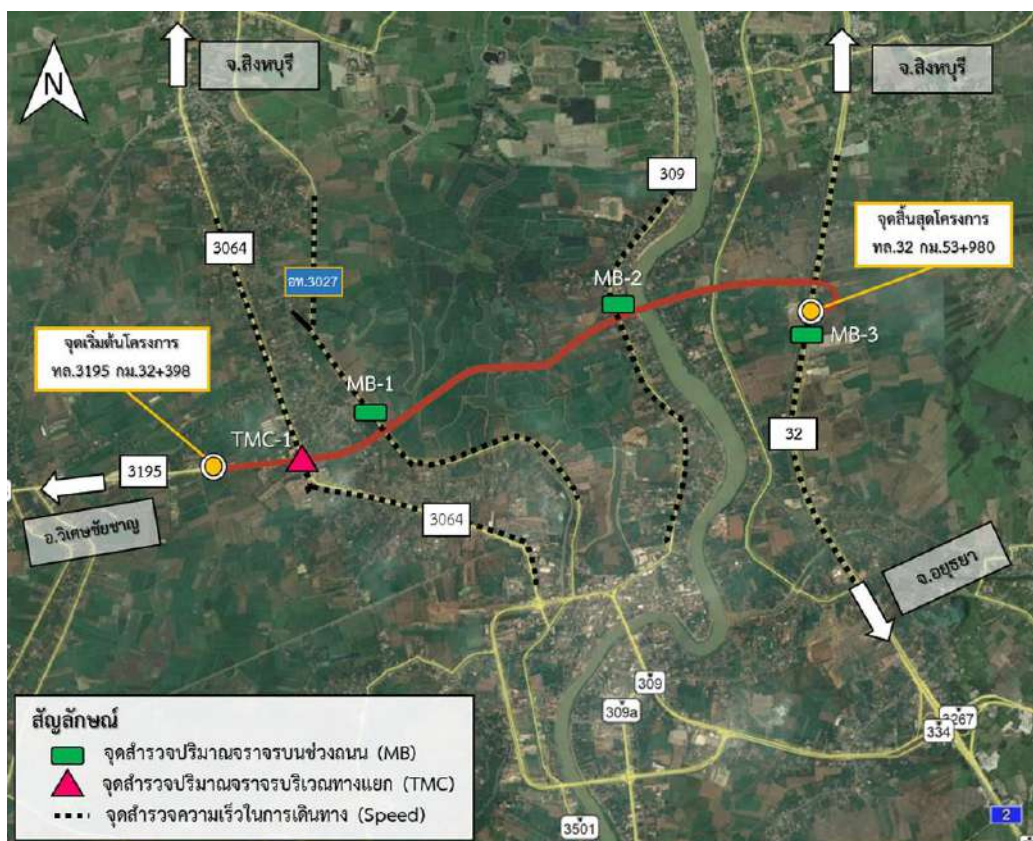 N
จ.สิงหบุรี
จ.สิงหบุรี
309
3064
อท.3027
จุดสิ้นสุดโครงการ
ทล.32 กม.53+980
MB-2
MB-3
จุดเริ่มต้นโครงการ
ทล.3195 กม.32+398
MB-1
TMC-1
32
3195
3064
อ.วิเศษชัยชาญ
จ.อยุธยา
309
309a
3267
334
3501
2
สัญลักษณ์
จุดสำรวจปริมาณจราจรบนช่วงถนน (MB)
จุดสำรวจปริมาณจราจรบริเวณทางแยก (TMC)
จุดสำรวจความเร็วในการเดินทาง (Speed)